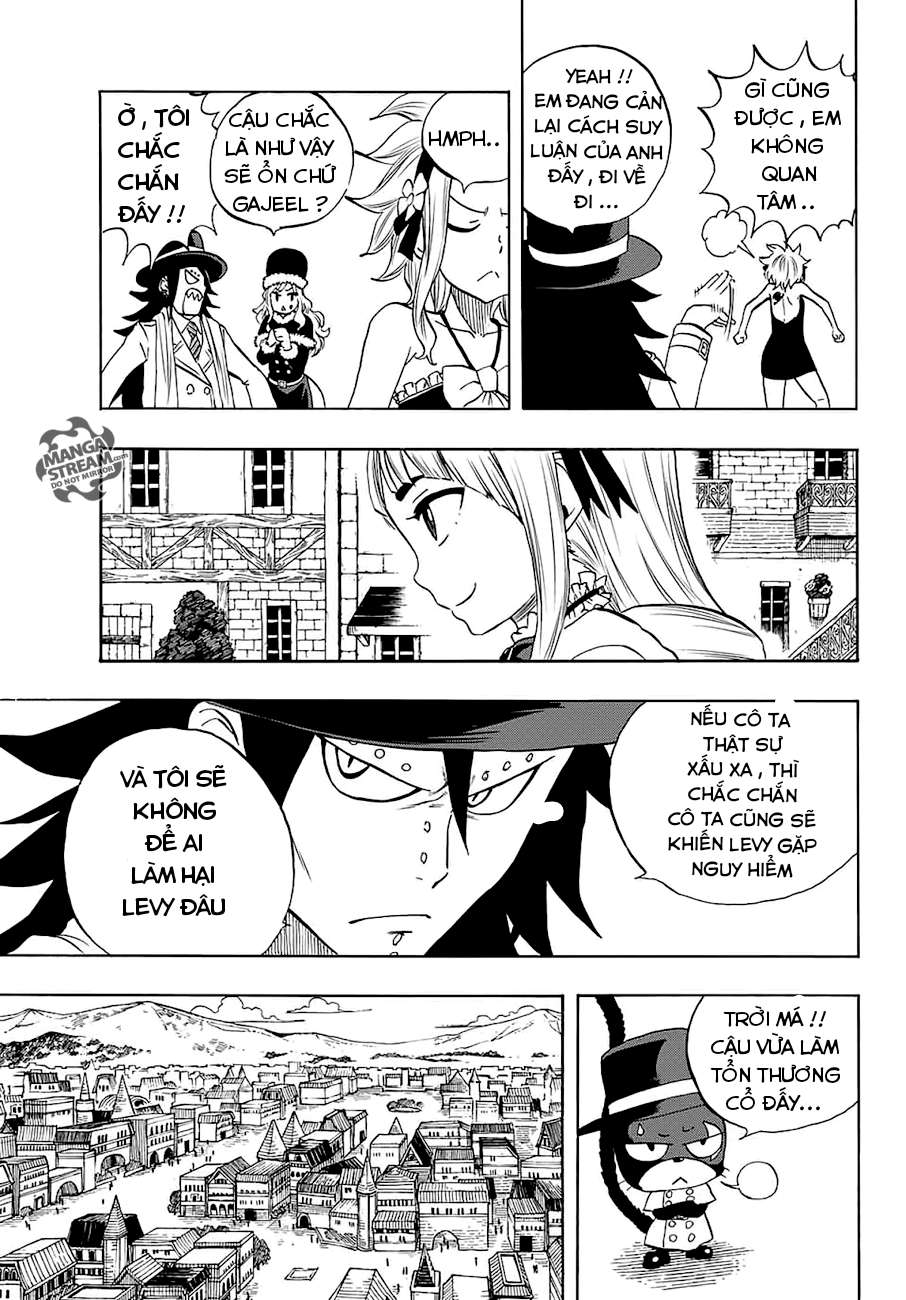 GÌ CŨNG
ĐƯỢC , EM
KHÔNG
QUAN
TÂM ..
YEAH !!
EM ĐANG CẢN
LẠI CÁCH SUY
LUẬN CỦA ANH
ĐẤY , ĐI VỀ
ĐI ...
HMPH..
CẬU CHẮC
LÀ NHƯ VẬY
SẼ ỔN CHỨ
GAJEEL ?
Ờ , TÔI
CHẮC
CHẮN
ĐẤY !!
MANGA
STREAM.com
DO NOT MIRROR
NẾU CÔ TA
THẬT SỰ
XẤU XA , THÌ
CHẮC CHẮN
CÔ TA CŨNG SẼ
KHIẾN LEVY GẶP
NGUY HIỂM
VÀ TÔI SẼ
KHÔNG
ĐỂ AI
LÀM HẠI
LEVY ĐÂU
TRỜI MÁ !!
CẬU VỪA LÀM
TỔN THƯƠNG
CỔ ĐẤY...